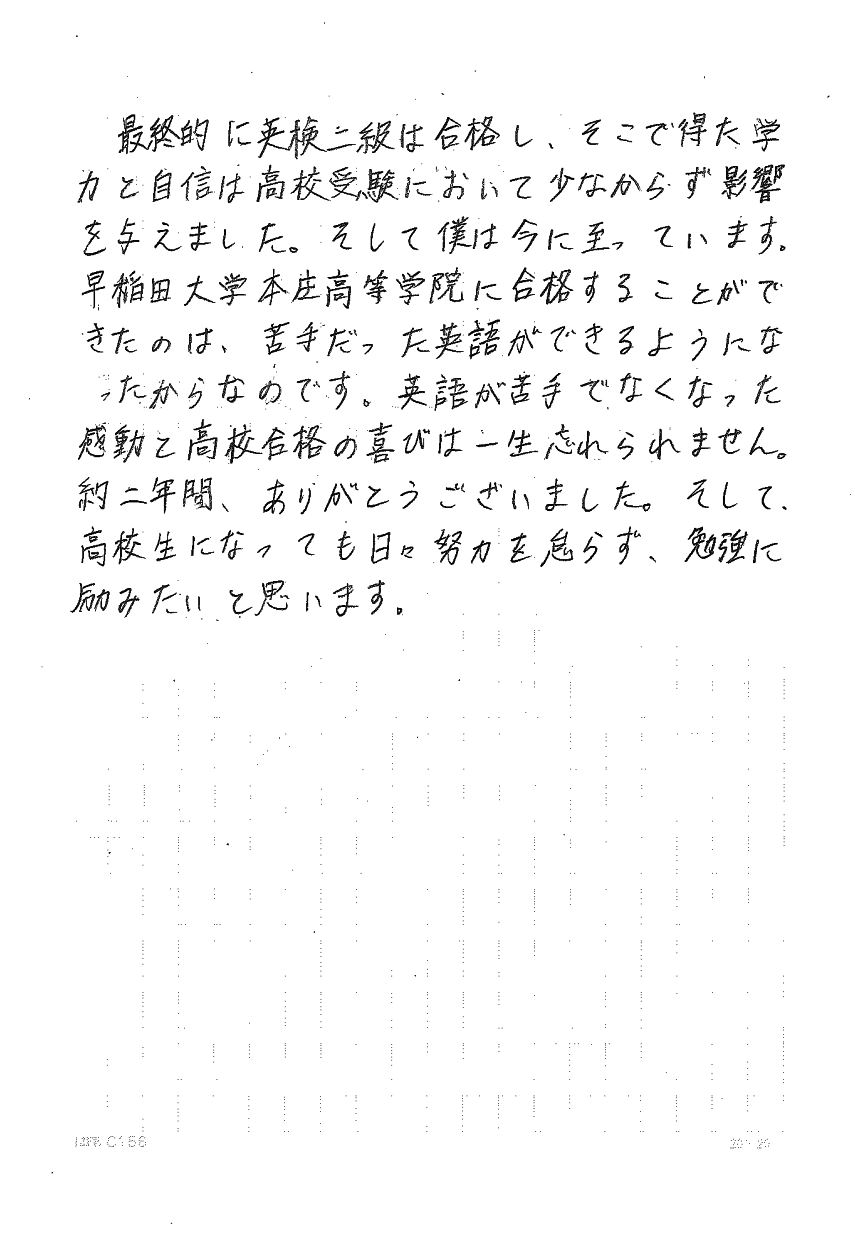 最終的に英検二級は合格し、そこで得た学
力と自信は高校受験において少なからず影響
を与えました。そして僕は今に至っています。
早稲田大学本庄高等学院に合格することがで
きたのは、苦手だった英語ができるようにな
ったからなのです。英語が苦手でなくなった
感動と高校合格の喜びは一生忘れられません。
約二年間、ありがとうございました。そして、
高校生になっても日々努力を怠らず、勉強に
励みたいと思います。
C156
20 20